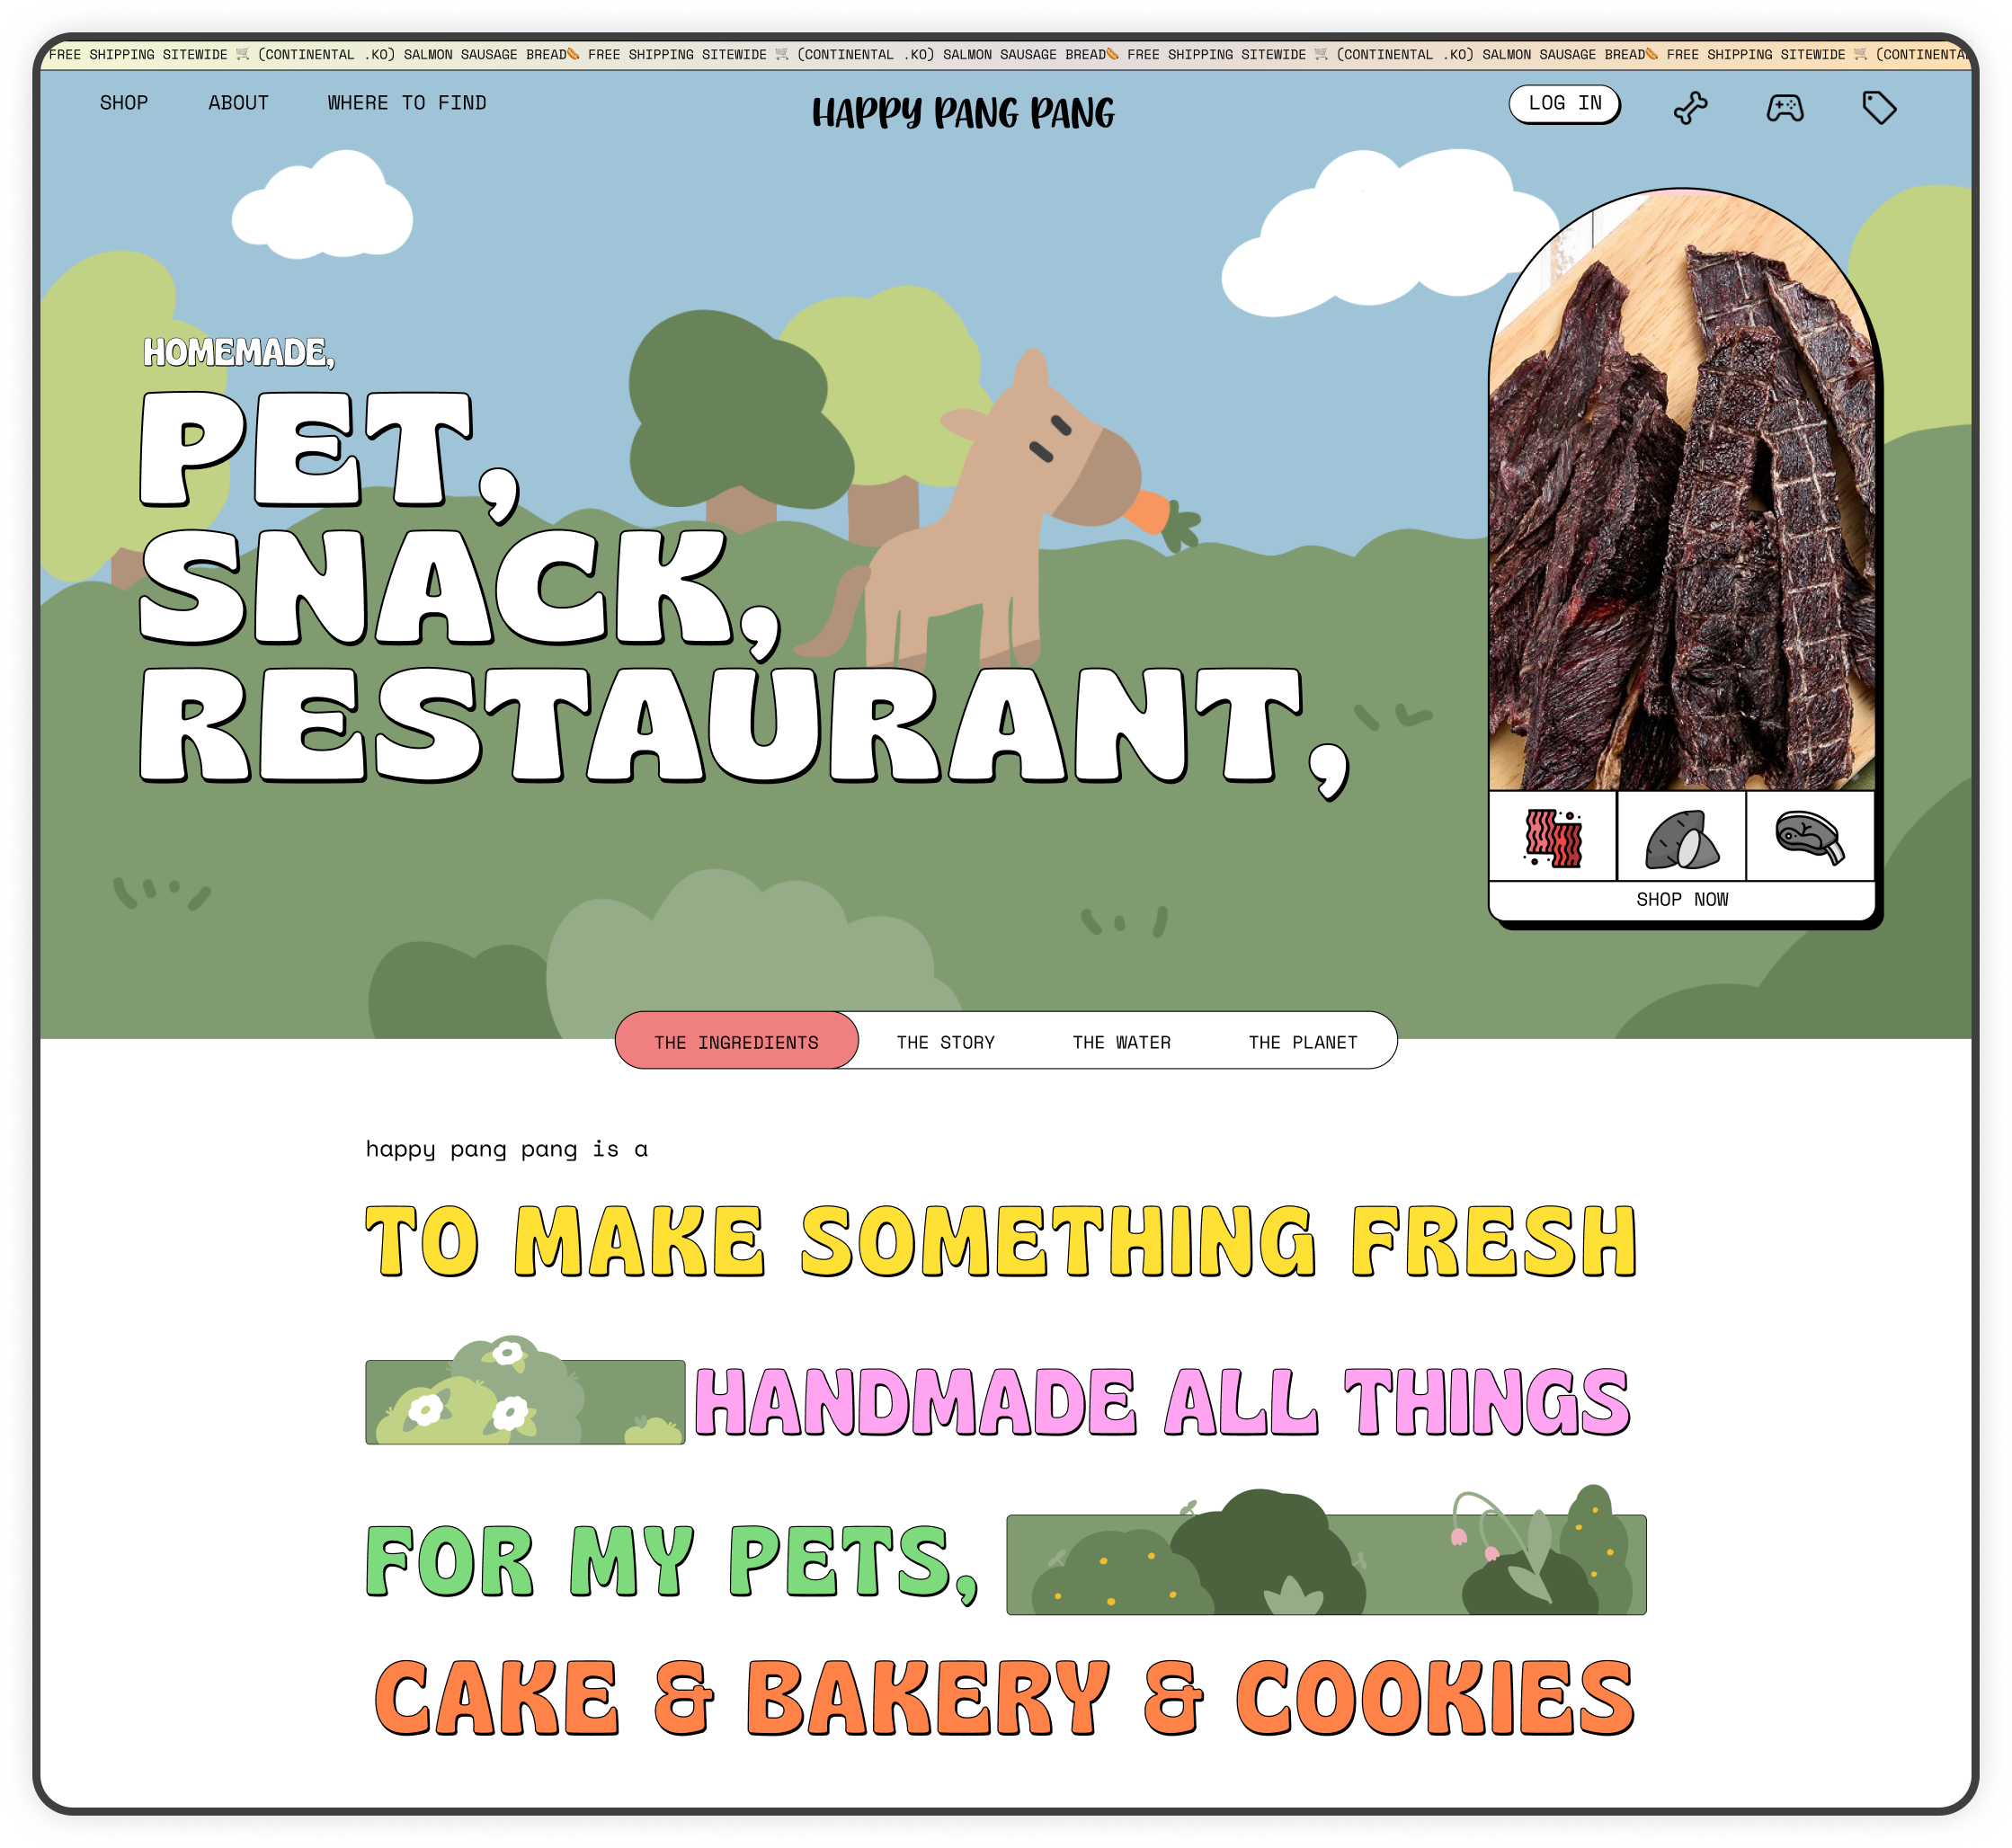 FREE SHIPPING SITEWIDE 🛒 (CONTINENTAL .KO) SALMON SAUSAGE BREAD🌭 FREE SHIPPING SITEWIDE 🛒 (CONTINENTAL .KO) SALMON SAUSAGE BREAD🌭 FREE SHIPPING SITEWIDE 🛒 (CONTINENTAL .KO) SALMON SAUSAGE BREAD🌭 FREE SHIPPING SITEWIDE 🛒 (CONTINENTAL
SHOP ABOUT WHERE TO FIND HAPPY PANG PANG LOG IN
HOMEMADE,
PET,
SNACK,
RESTAURANT,
SHOP NOW
THE INGREDIENTS THE STORY THE WATER THE PLANET
happy pang pang is a
TO MAKE SOMETHING FRESH
HANDMADE ALL THINGS
FOR MY PETS,
CAKE & BAKERY & COOKIES